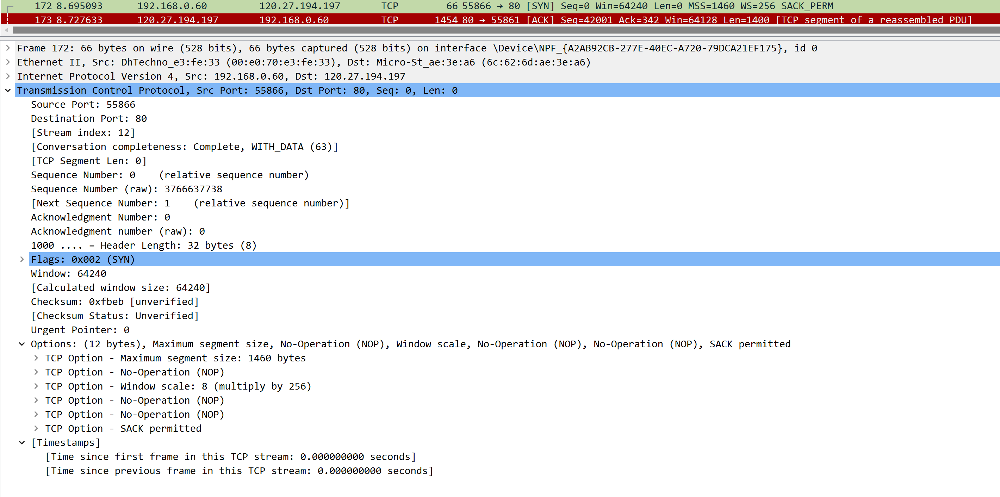 172 8.695093 192.168.0.60 120.27.194.197 TCP 66 55866 → 80 [SYN] Seq=0 Win=64240 Len=0 MSS=1460 WS=256 SACK_PERM
173 8.727633 120.27.194.197 192.168.0.60 TCP 1454 80 → 55861 [ACK] Seq=42001 Ack=342 Win=64128 Len=1400 [TCP segment of a reassembled PDU]
Frame 172: 66 bytes on wire (528 bits), 66 bytes captured (528 bits) on interface \Device\NPF_{A2AB92CB-277E-40EC-A720-79DCA21EF175}, id 0
Ethernet II, Src: DhTechno_e3:fe:33 (00:e0:70:e3:fe:33), Dst: Micro-St_ae:3e:a6 (6c:62:6d:ae:3e:a6)
Internet Protocol Version 4, Src: 192.168.0.60, Dst: 120.27.194.197
Transmission Control Protocol, Src Port: 55866, Dst Port: 80, Seq: 0, Len: 0
Source Port: 55866
Destination Port: 80
[Stream index: 12]
[Conversation completeness: Complete, WITH_DATA (63)]
[TCP Segment Len: 0]
Sequence Number: 0    (relative sequence number)
Sequence Number (raw): 3766637738
[Next Sequence Number: 1    (relative sequence number)]
Acknowledgment Number: 0
Acknowledgment number (raw): 0
1000 .... = Header Length: 32 bytes (8)
Flags: 0x002 (SYN)
Window: 64240
[Calculated window size: 64240]
Checksum: 0xfbeb [unverified]
[Checksum Status: Unverified]
Urgent Pointer: 0
Options: (12 bytes), Maximum segment size, No-Operation (NOP), Window scale, No-Operation (NOP), No-Operation (NOP), SACK permitted
TCP Option - Maximum segment size: 1460 bytes
TCP Option - No-Operation (NOP)
TCP Option - Window scale: 8 (multiply by 256)
TCP Option - No-Operation (NOP)
TCP Option - No-Operation (NOP)
TCP Option - SACK permitted
[Timestamps]
[Time since first frame in this TCP stream: 0.000000000 seconds]
[Time since previous frame in this TCP stream: 0.000000000 seconds]